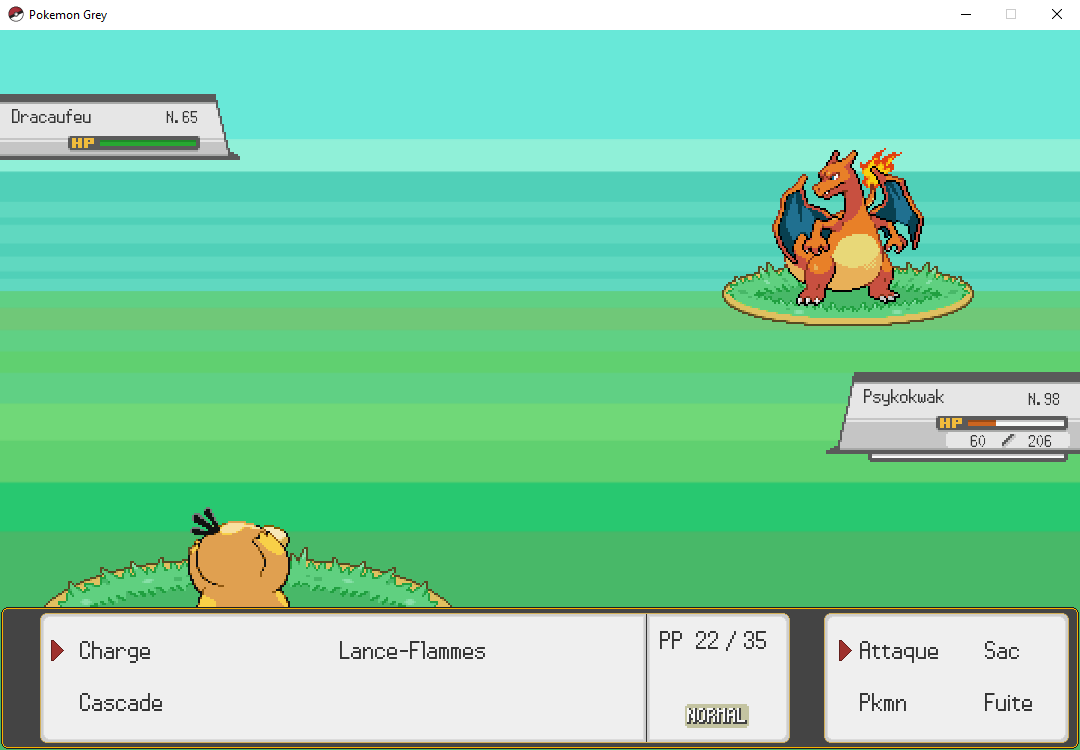 Pokemon Grey
Dracaufeu N.65
HP
Psykokwak N.98
HP
60 / 206
Charge Lance-Flammes PP 22 / 35 Attaque Sac
Cascade NORMAL Pkmn Fuite